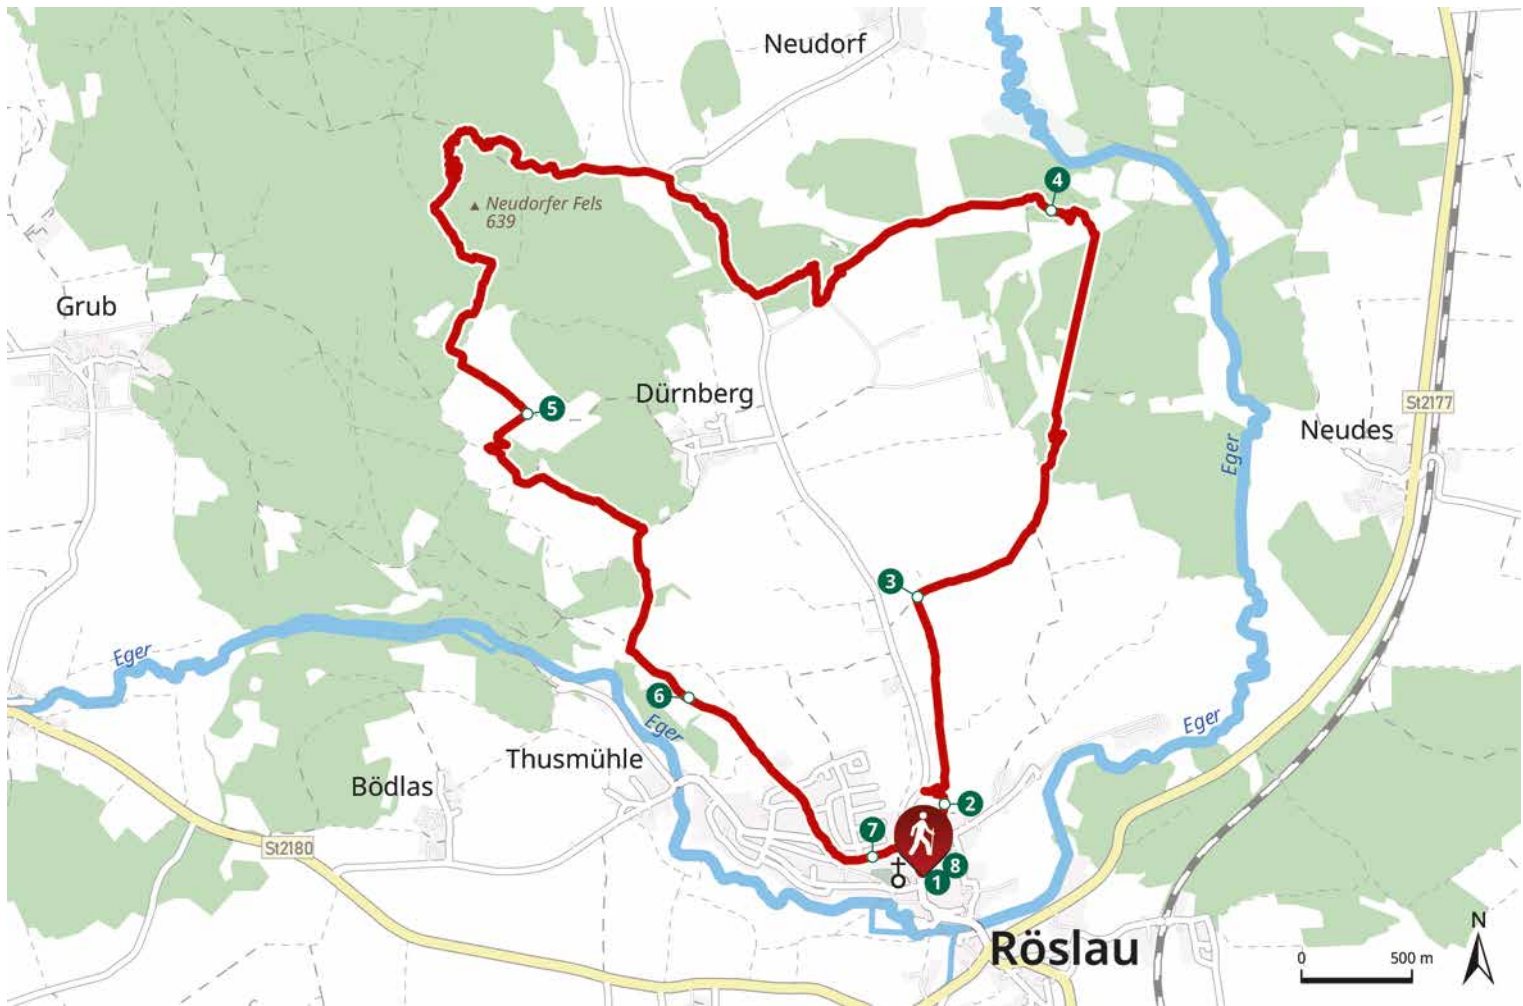 Neudorf
4
Neudorfer Fels
639
Grub
Dürnberg
St2177
5
Neudes
Eger
3
Eger
6
Eger
Eger
Thusmühle
Bödlas
2
7
St2180
8
1
Röslau
N
0 500 m